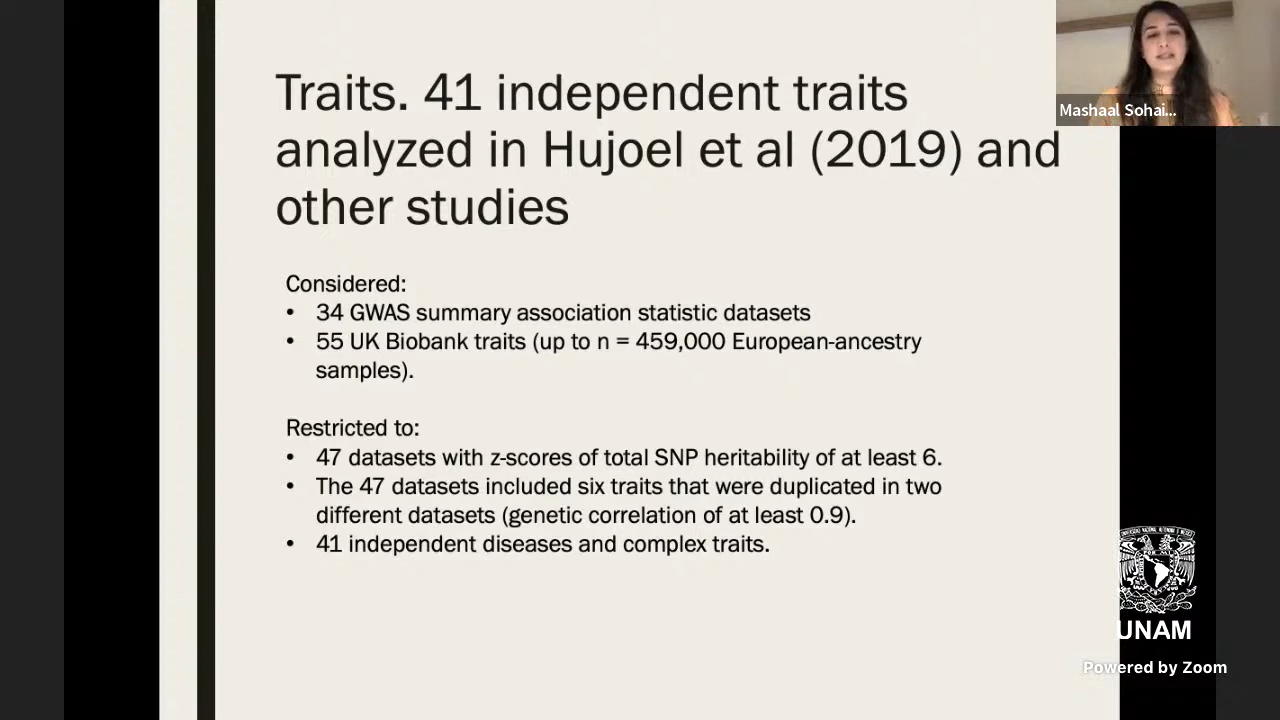 Traits. 41 independent traits
analyzed in Hujoel et al (2019) and
other studies
Mashaal Sohai...
Considered:
• 34 GWAS summary association statistic datasets
• 55 UK Biobank traits (up to n = 459,000 European-ancestry
samples).
Restricted to:
• 47 datasets with z-scores of total SNP heritability of at least 6.
• The 47 datasets included six traits that were duplicated in two
different datasets (genetic correlation of at least 0.9).
• 41 independent diseases and complex traits.
UNAM
Powered by Zoom